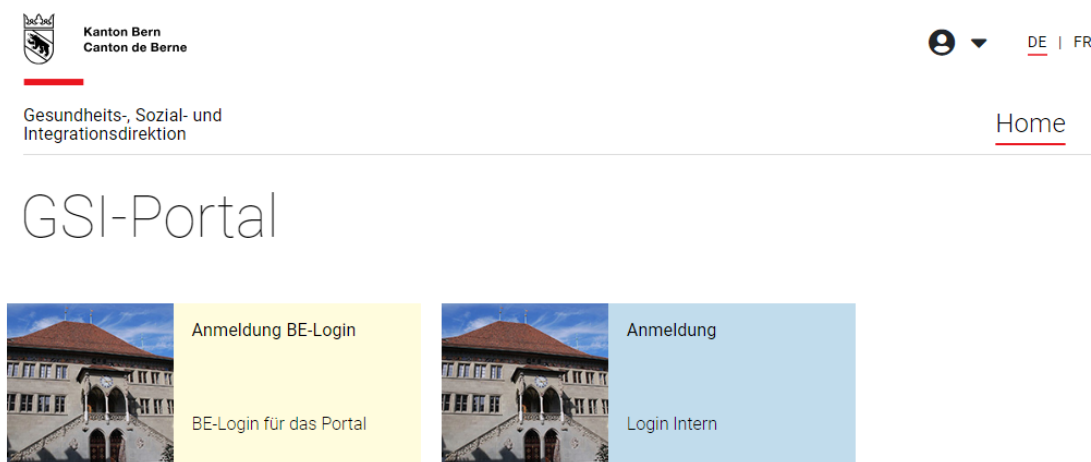 Kanton Bern
Canton de Berne
DE | FR
Gesundheits-, Sozial- und
Integrationsdirektion
Home
GSI-Portal
Anmeldung BE-Login
BE-Login für das Portal
Anmeldung
Login Intern